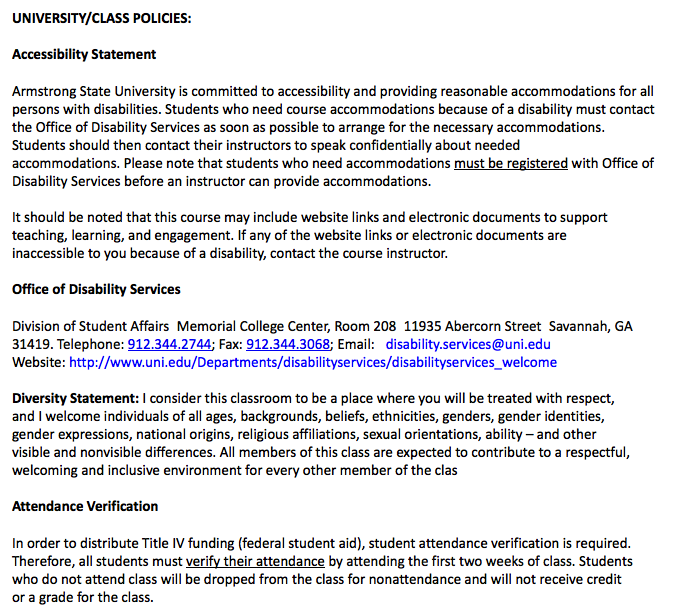 UNIVERSITY/CLASS POLICIES:
Accessibility Statement
Armstrong State University is committed to accessibility and providing reasonable accommodations for all
persons with disabilities. Students who need course accommodations because of a disability must contact
the Office of Disability Services as soon as possible to arrange for the necessary accommodations.
Students should then contact their instructors to speak confidentially about needed
accommodations. Please note that students who need accommodations must be registered with Office of
Disability Services before an instructor can provide accommodations.
It should be noted that this course may include website links and electronic documents to support
teaching, learning, and engagement. If any of the website links or electronic documents are
inaccessible to you because of a disability, contact the course instructor.
Office of Disability Services
Division of Student Affairs  Memorial College Center, Room 208  11935 Abercorn Street  Savannah, GA
31419. Telephone: 912.344.2744; Fax: 912.344.3068; Email:  disability.services@uni.edu
Website: http://www.uni.edu/Departments/disabilityservices/disabilityservices_welcome
Diversity Statement: I consider this classroom to be a place where you will be treated with respect,
and I welcome individuals of all ages, backgrounds, beliefs, ethnicities, genders, gender identities,
gender expressions, national origins, religious affiliations, sexual orientations, ability – and other
visible and nonvisible differences. All members of this class are expected to contribute to a respectful,
welcoming and inclusive environment for every other member of the clas
Attendance Verification
In order to distribute Title IV funding (federal student aid), student attendance verification is required.
Therefore, all students must verify their attendance by attending the first two weeks of class. Students
who do not attend class will be dropped from the class for nonattendance and will not receive credit
or a grade for the class.